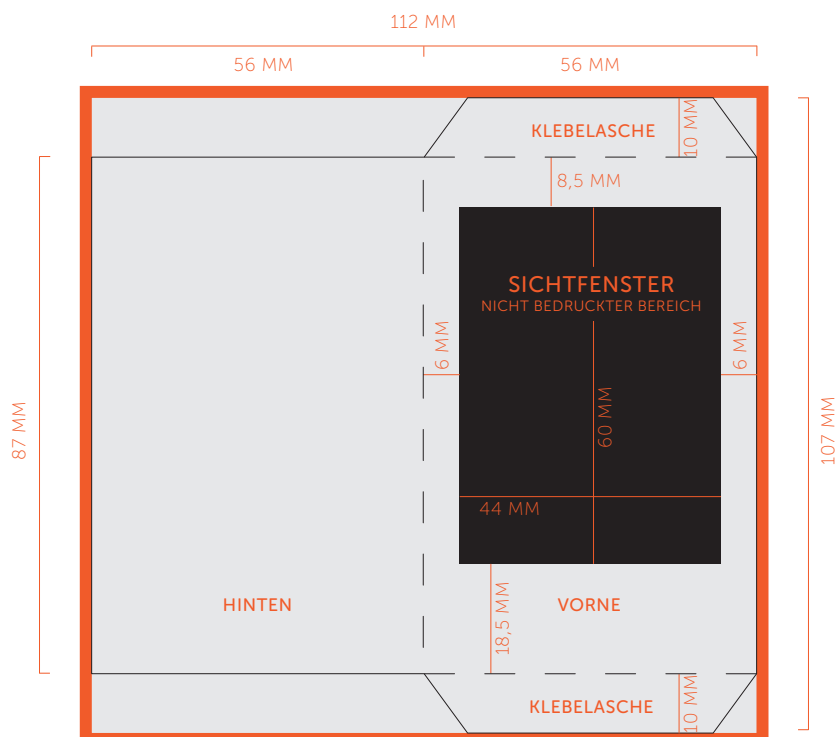 112 MM
56 MM
56 MM
KLEBELASCHE
10 MM
8,5 MM
SICHTFENSTER
NICHT BEDRUCKTER BEREICH
6 MM
6 MM
87 MM
60 MM
107 MM
44 MM
HINTEN
VORNE
18,5 MM
KLEBELASCHE
10 MM